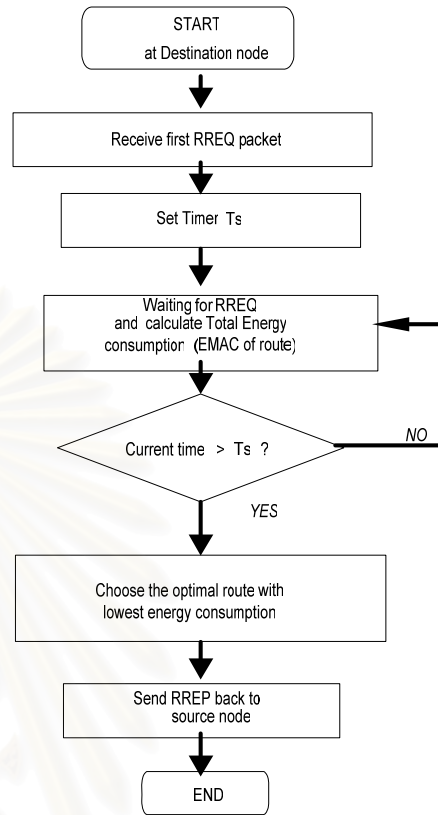 START
at Destination node
Receive first RREQ packet
Set Timer Ts
Waiting for RREQ
and calculate Total Energy
consumption (EMAC of route)
Current time > Ts ?
NO
YES
Choose the optimal route with
lowest energy consumption
Send RREP back to
source node
END